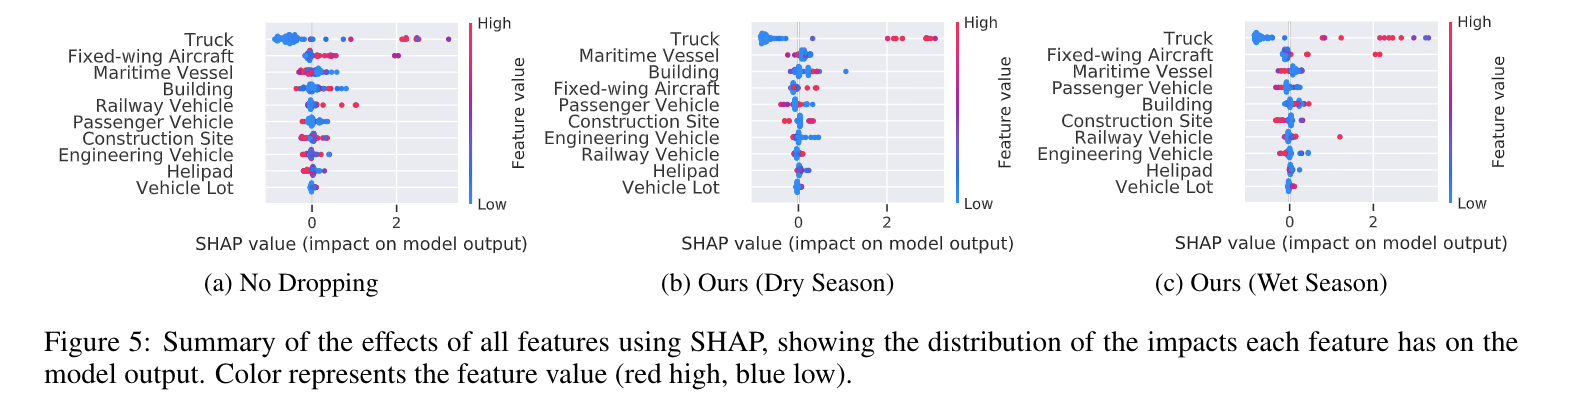 High
Truck
Fixed-wing Aircraft
Maritime Vessel
Building
Railway Vehicle
Passenger Vehicle
Construction Site
Engineering Vehicle
Helipad
Vehicle Lot
Feature value
Low
0 2
SHAP value (impact on model output)
(a) No Dropping
High
Truck
Maritime Vessel
Building
Fixed-wing Aircraft
Passenger Vehicle
Construction Site
Engineering Vehicle
Railway Vehicle
Helipad
Vehicle Lot
Feature value
Low
0 2
SHAP value (impact on model output)
(b) Ours (Dry Season)
High
Truck
Fixed-wing Aircraft
Maritime Vessel
Passenger Vehicle
Building
Construction Site
Railway Vehicle
Engineering Vehicle
Helipad
Vehicle Lot
Feature value
Low
0 2
SHAP value (impact on model output)
(c) Ours (Wet Season)
Figure 5: Summary of the effects of all features using SHAP, showing the distribution of the impacts each feature has on the
model output. Color represents the feature value (red high, blue low).